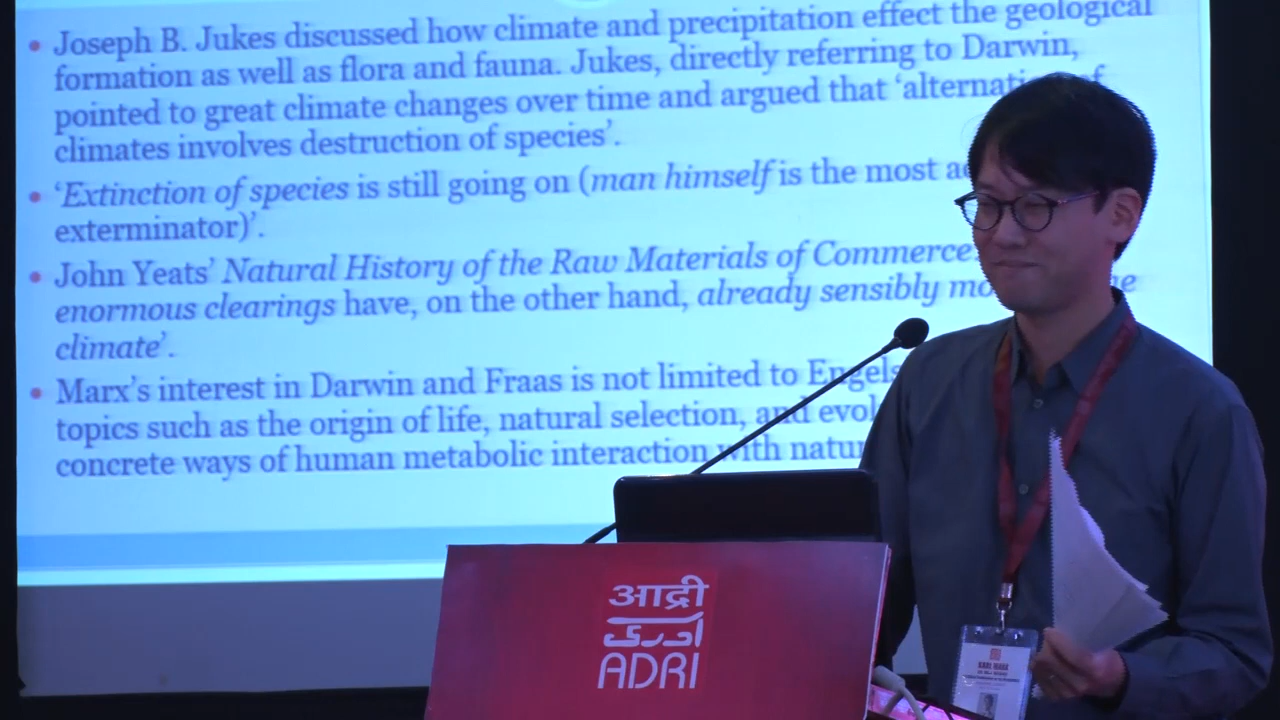 • Joseph B. Jukes discussed how climate and precipitation effect the geological
formation as well as flora and fauna. Jukes, directly referring to Darwin,
pointed to great climate changes over time and argued that ‘alternation of
climates involves destruction of species’.
• ‘Extinction of species is still going on (man himself is the most
exterminator)’.
• John Yeats’ Natural History of the Raw Materials of Commerce
enormous clearings have, on the other hand, already sensibly
climate’.
• Marx’s interest in Darwin and Fraas is not limited to Engels
topics such as the origin of life, natural selection, and
concrete ways of human metabolic interaction with
आद्री
ادری
ADRI
KARL MARX